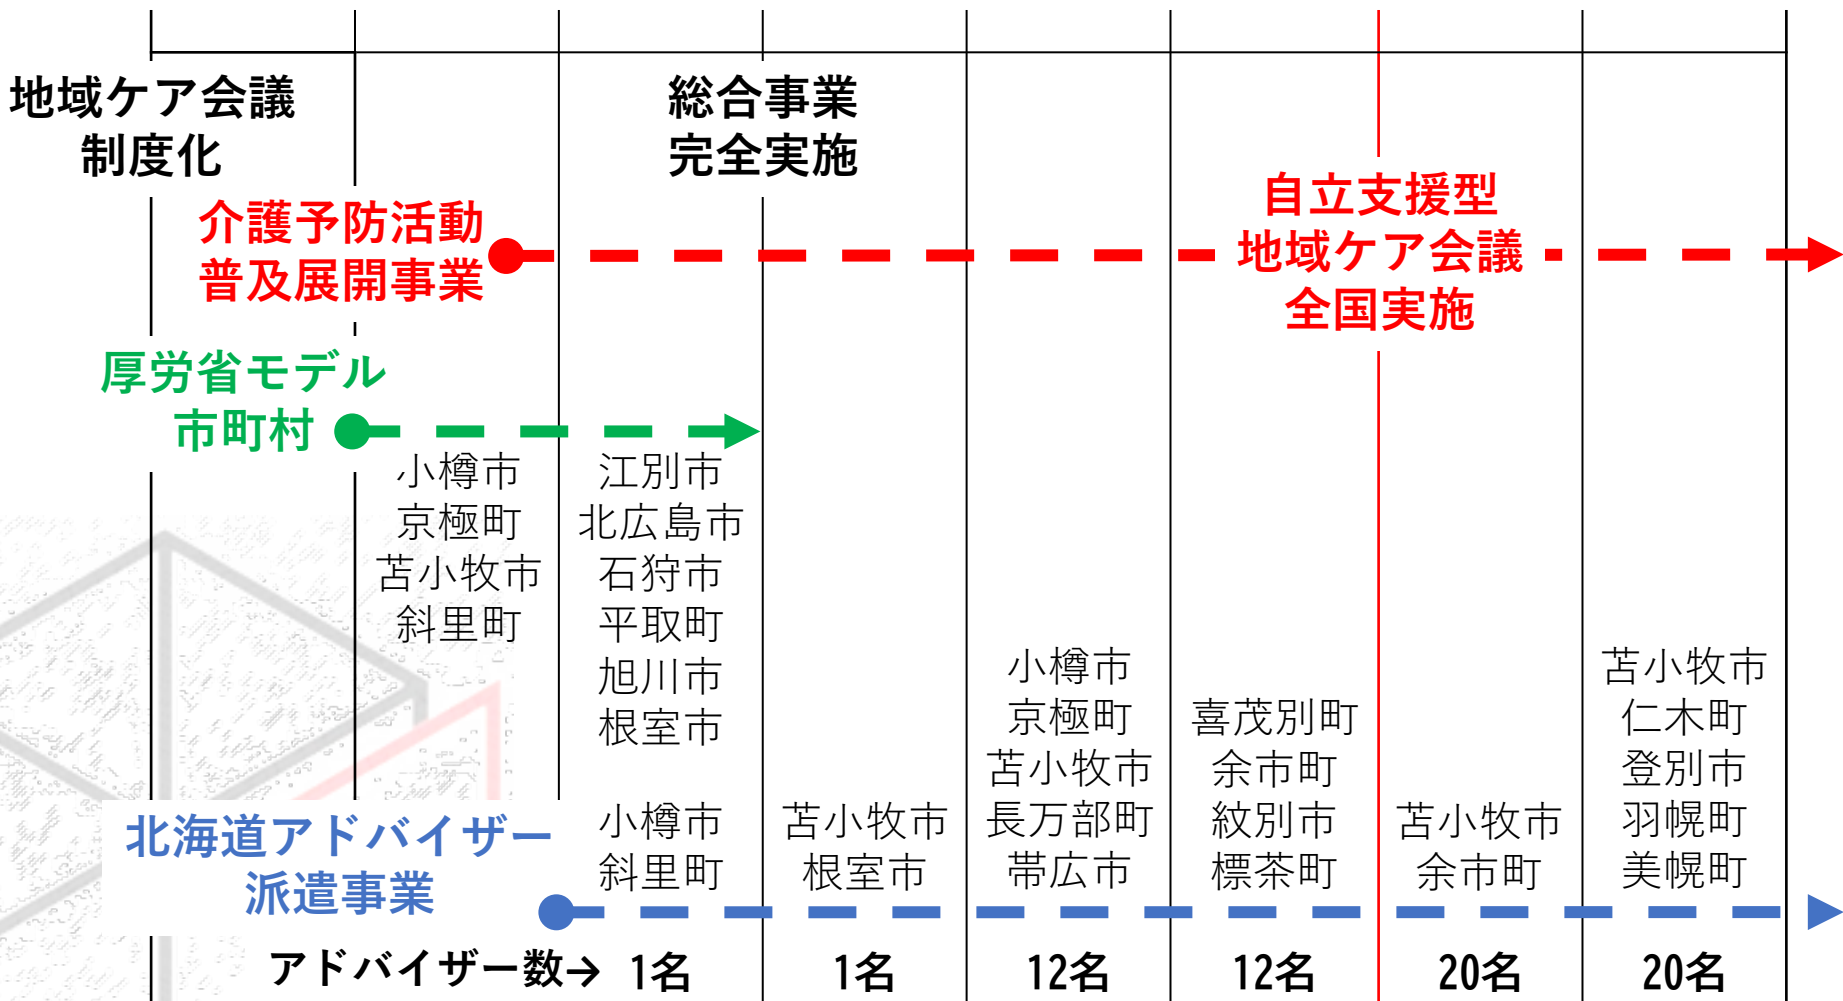 地域ケア会議
制度化
総合事業
完全実施
介護予防活動
普及展開事業
自立支援型
地域ケア会議
全国実施
厚労省モデル
市町村
小樽市
京極町
苫小牧市
斜里町
江別市
北広島市
石狩市
平取町
旭川市
根室市
北海道アドバイザー
派遣事業
小樽市
斜里町
苫小牧市
根室市
小樽市
京極町
苫小牧市
長万部町
帯広市
喜茂別町
余市町
紋別市
標茶町
苫小牧市
余市町
苫小牧市
仁木町
登別市
羽幌町
美幌町
アドバイザー数→ 1名 1名 12名 12名 20名 20名